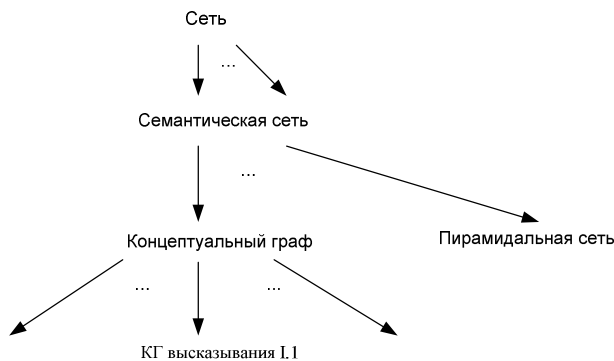 Сеть
...
Семантическая сеть
...
Концептуальный граф
Пирамидальная сеть
... ...
КГ высказывания I.1